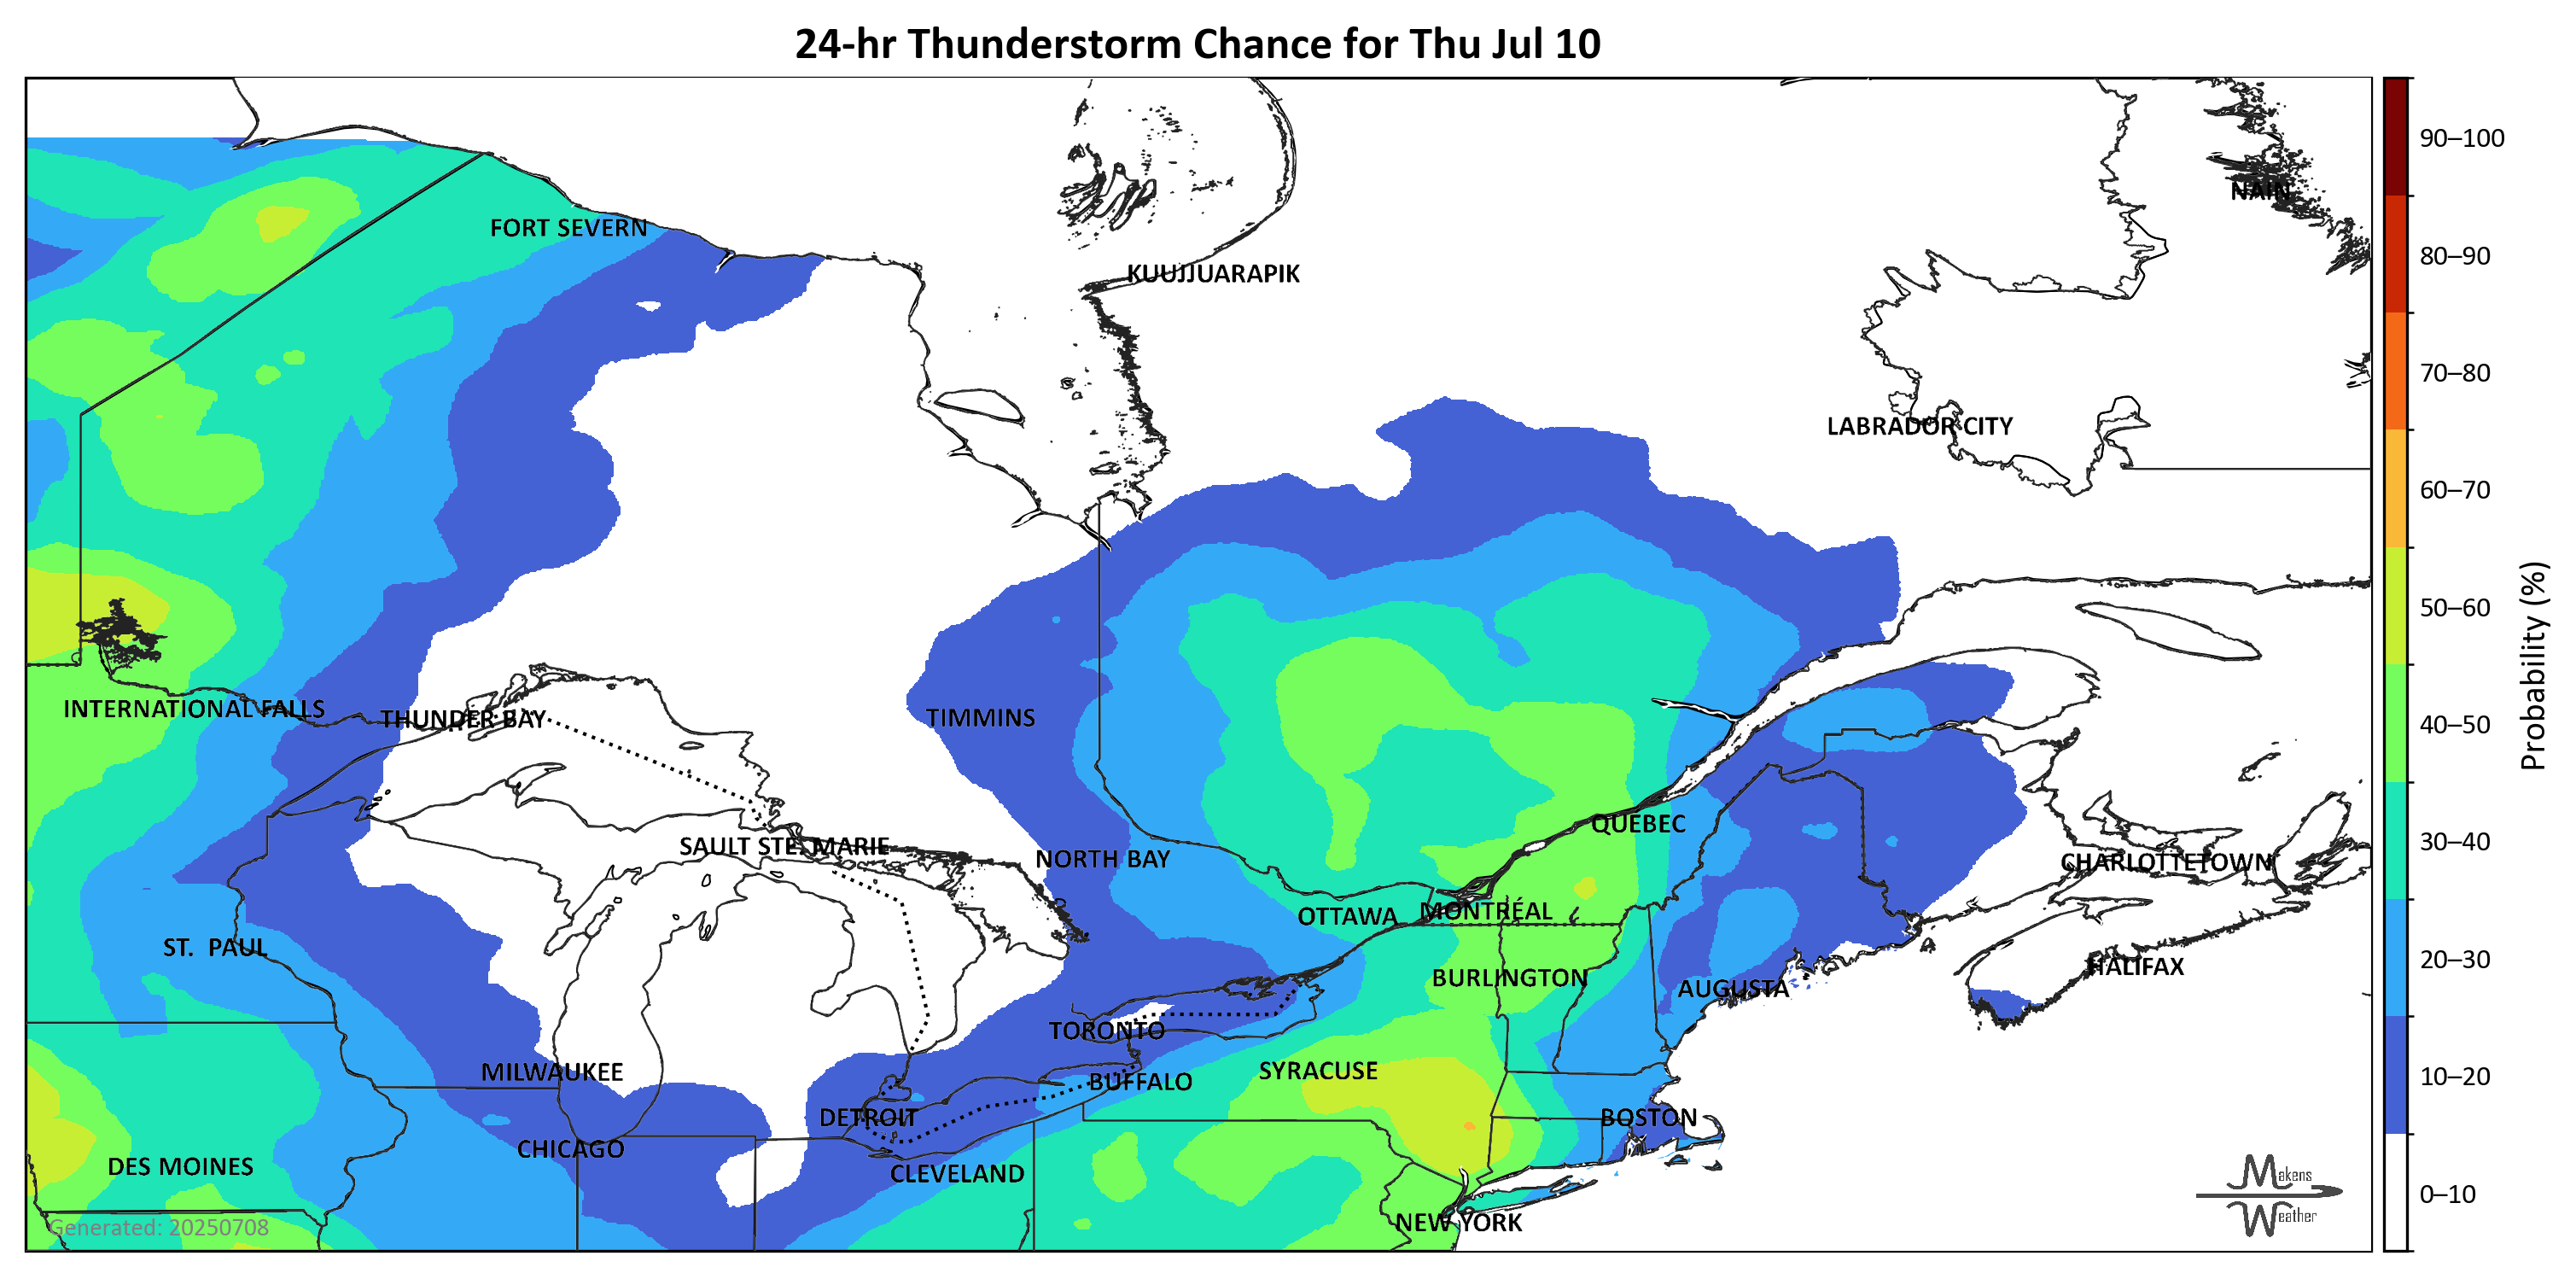 24-hr Thunderstorm Chance for Thu Jul 10
NAIN
FORT SEVERN
KUUJJUARAPIK
LABRADOR CITY
INTERNATIONAL FALLS
THUNDER BAY
TIMMINS
QUEBEC
SAULT STE. MARIE
NORTH BAY
CHARLOTTETOWN
OTTAWA
MONTRÉAL
ST. PAUL
BURLINGTON
HALIFAX
AUGUSTA
TORONTO
MILWAUKEE
SYRACUSE
BUFFALO
DETROIT
BOSTON
CHICAGO
DES MOINES
CLEVELAND
NEW YORK
Generated: 20250708
Makens
Weather
90–100
80–90
70–80
60–70
50–60
40–50
30–40
20–30
10–20
0–10
Probability (%)